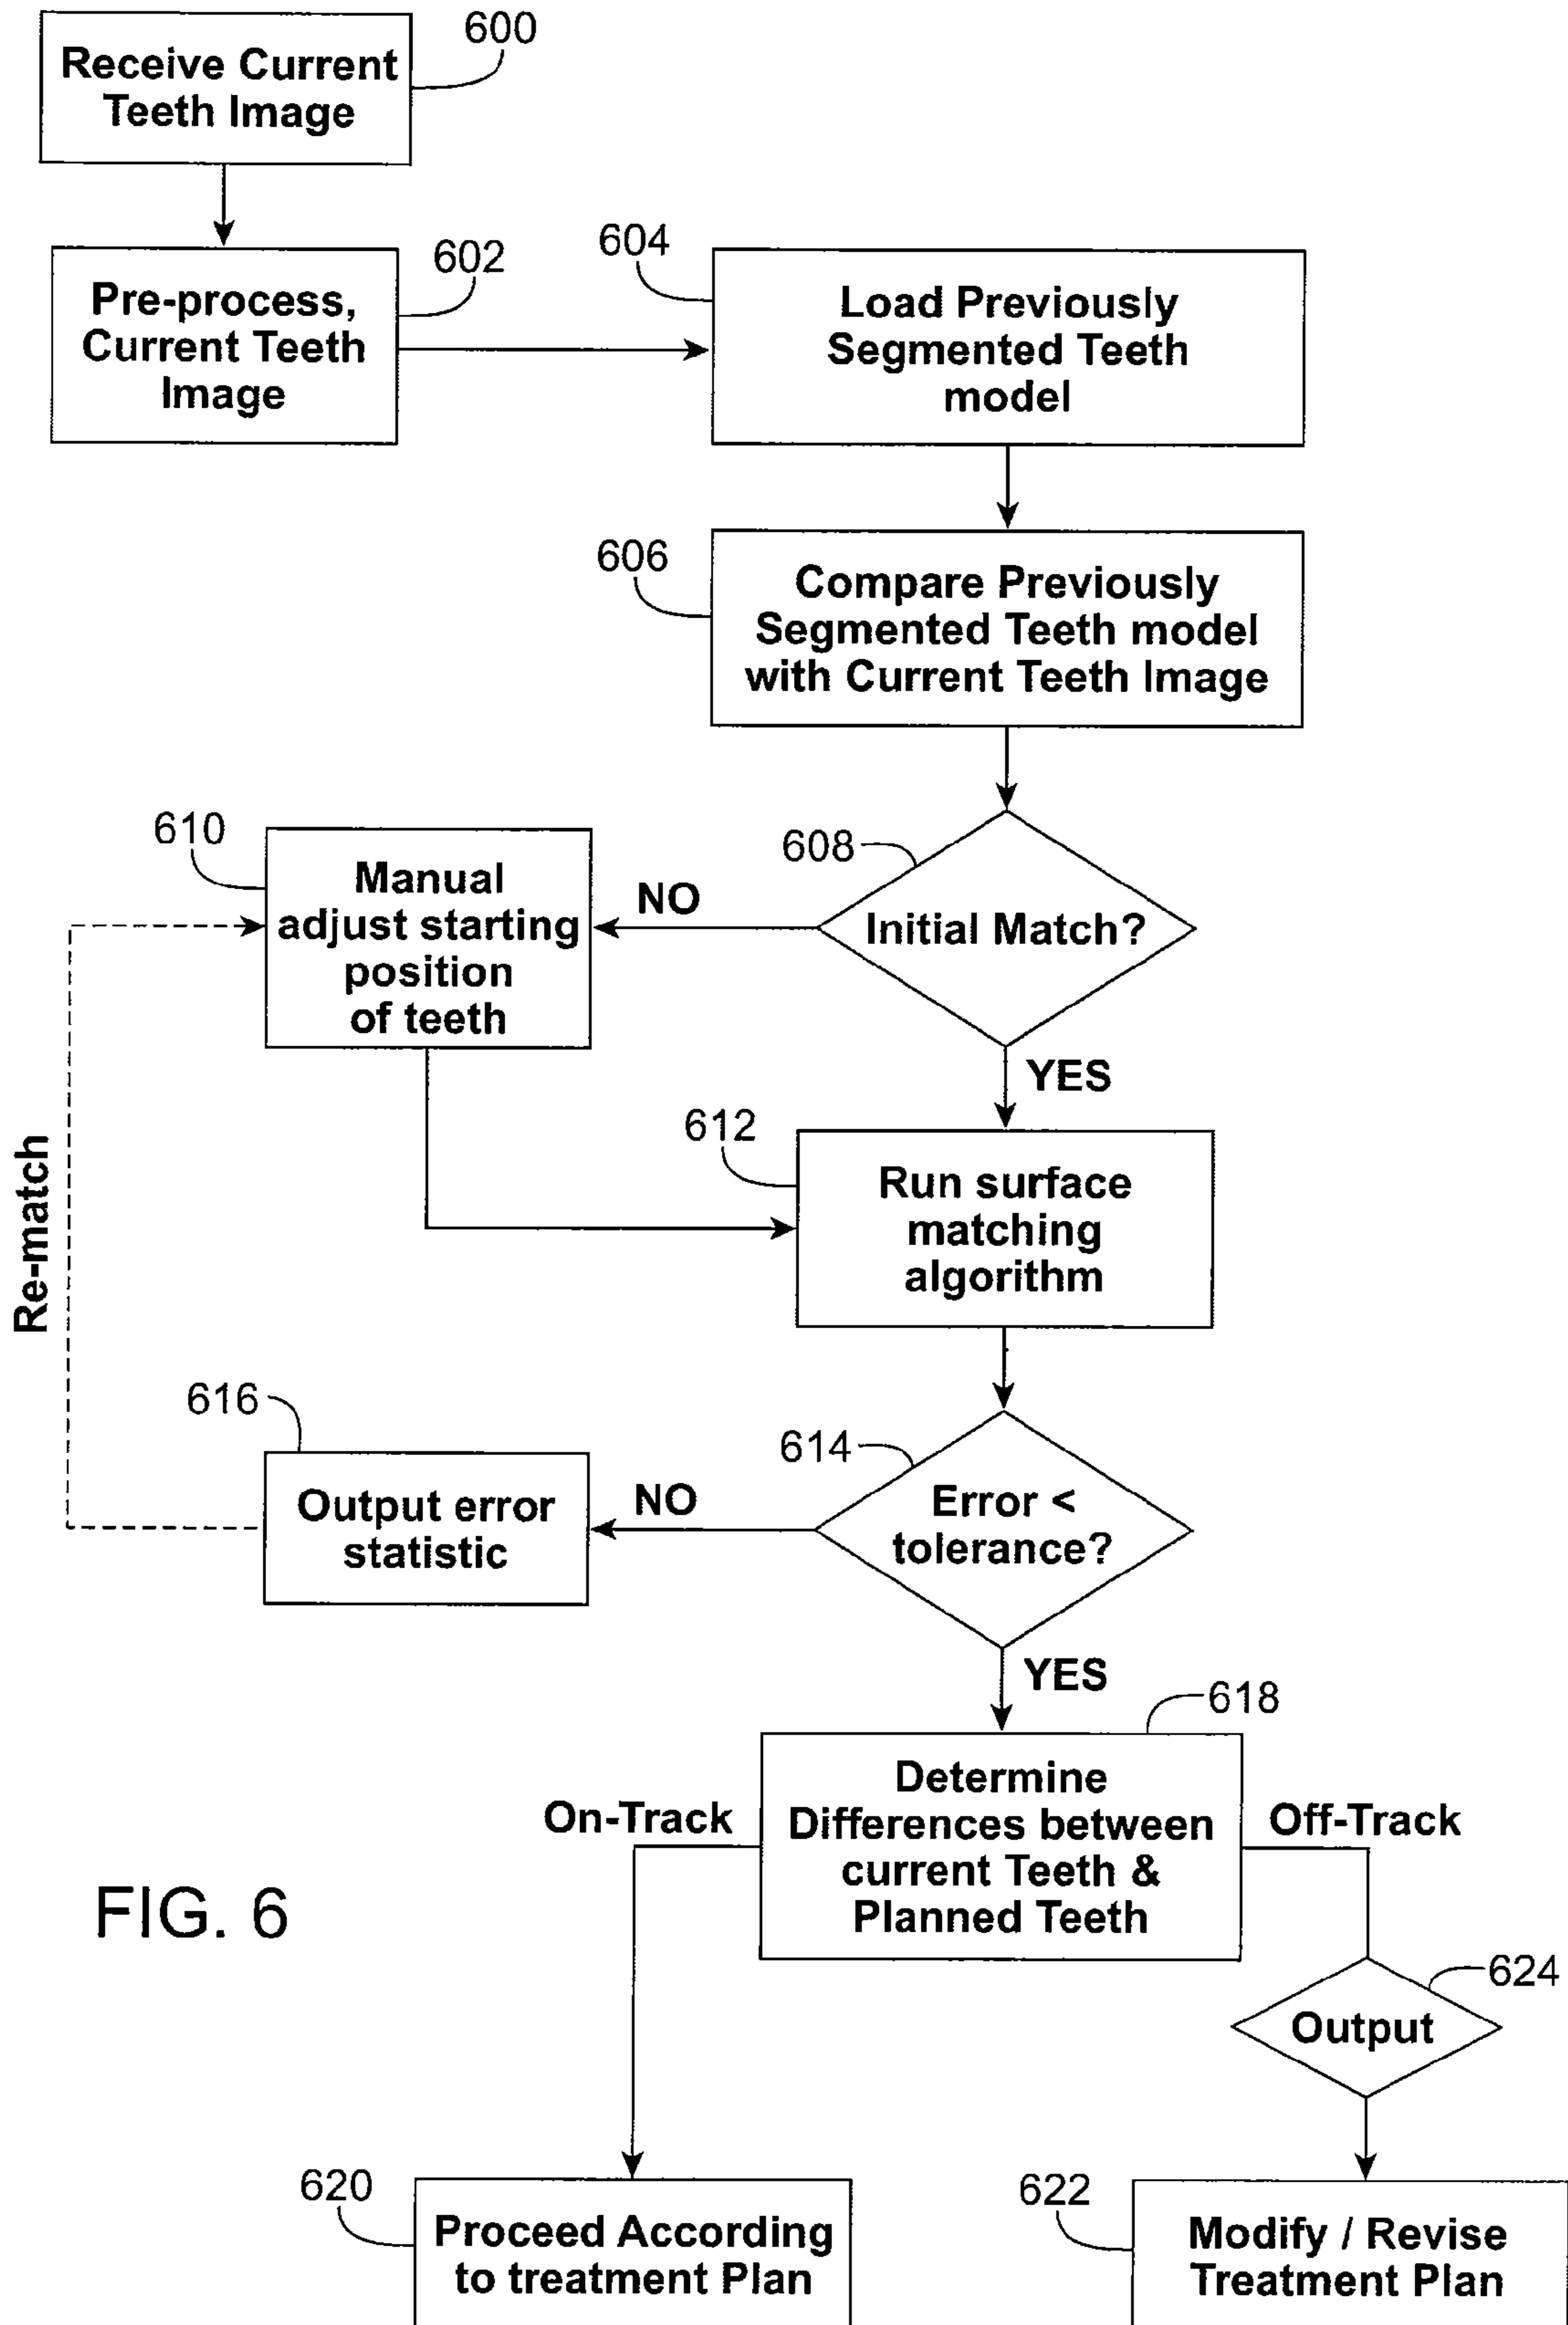 600
Receive Current
Teeth Image
602
Pre-process,
Current Teeth
Image
604
Load Previously
Segmented Teeth
model
606
Compare Previously
Segmented Teeth model
with Current Teeth Image
608
Initial Match?
NO
610
Manual
adjust starting
position
of teeth
YES
612
Run surface
matching
algorithm
Re-match
614
Error <
tolerance?
NO
616
Output error
statistic
YES
618
Determine
Differences between
current Teeth &
Planned Teeth
On-Track
Off-Track
624
Output
620
Proceed According
to treatment Plan
622
Modify / Revise
Treatment Plan
FIG. 6